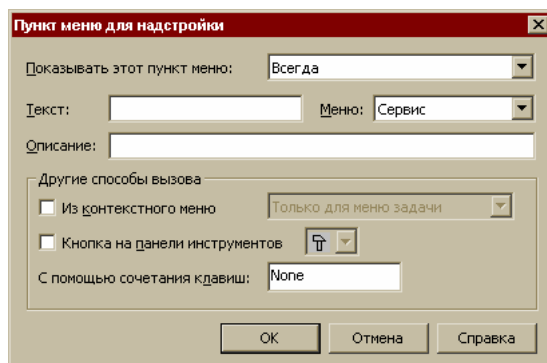 Пункт меню для надстройки
Показывать этот пункт меню: Всегда
Текст: Меню: Сервис
Описание:
Другие способы вызова
Из контекстного меню Только для меню задачи
Кнопка на панели инструментов
С помощью сочетания клавиш: None
ОК Отмена Справка